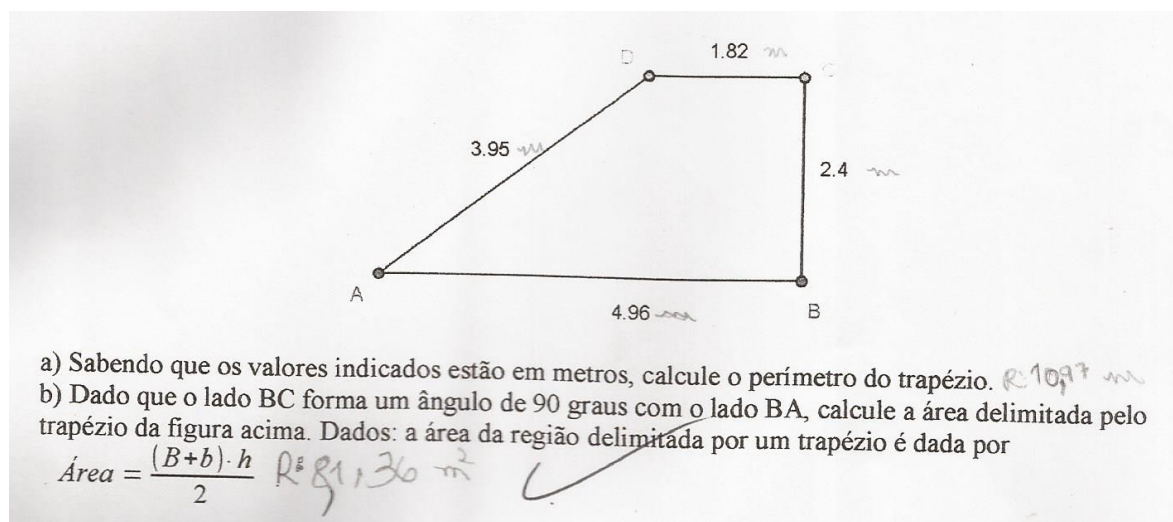 D 1.82 m C
3.95 m
2.4 m
A
4.96 m B
a) Sabendo que os valores indicados estão em metros, calcule o perímetro do trapézio. R: 10,97 m
b) Dado que o lado BC forma um ângulo de 90 graus com o lado BA, calcule a área delimitada pelo
trapézio da figura acima. Dados: a área da região delimitada por um trapézio é dada por
Área = (B+b)·h / 2 R: 81,36 m²